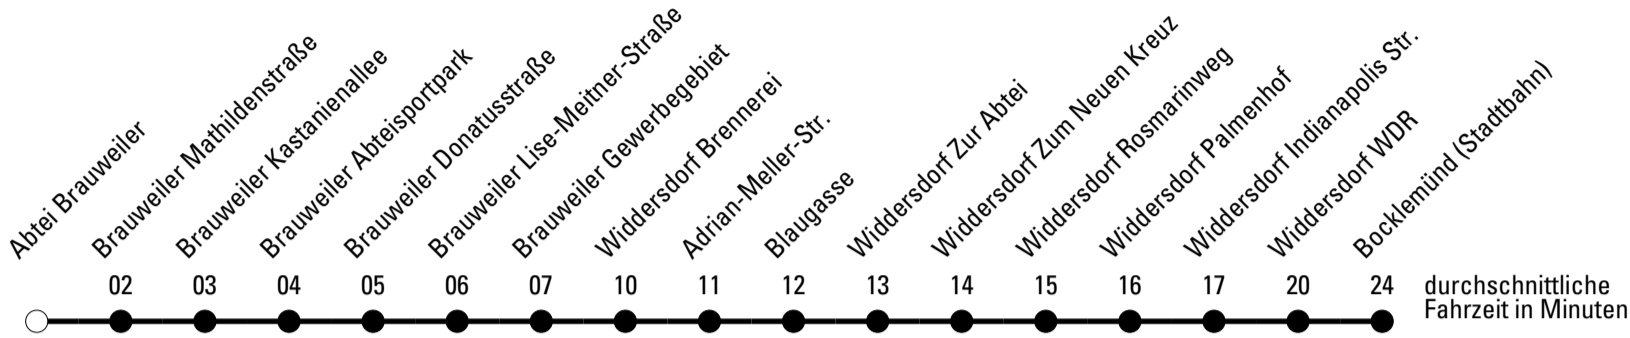 Abtei Brauweiler
Brauweiler Mathildenstraße
Brauweiler Kastanienallee
Brauweiler Abteisportpark
Brauweiler Donatusstraße
Brauweiler Lise-Meitner-Straße
Brauweiler Gewerbegebiet
Widdersdorf Brennerei
Adrian-Meller-Str.
Blaugasse
Widdersdorf Zur Abtei
Widdersdorf Zum Neuen Kreuz
Widdersdorf Rosmarinweg
Widdersdorf Palmenhof
Widdersdorf Indianapolis Str.
Widdersdorf WDR
Bocklemünd (Stadtbahn)
02 03 04 05 06 07 10 11 12 13 14 15 16 17 20 24 durchschnittliche
Fahrzeit in Minuten